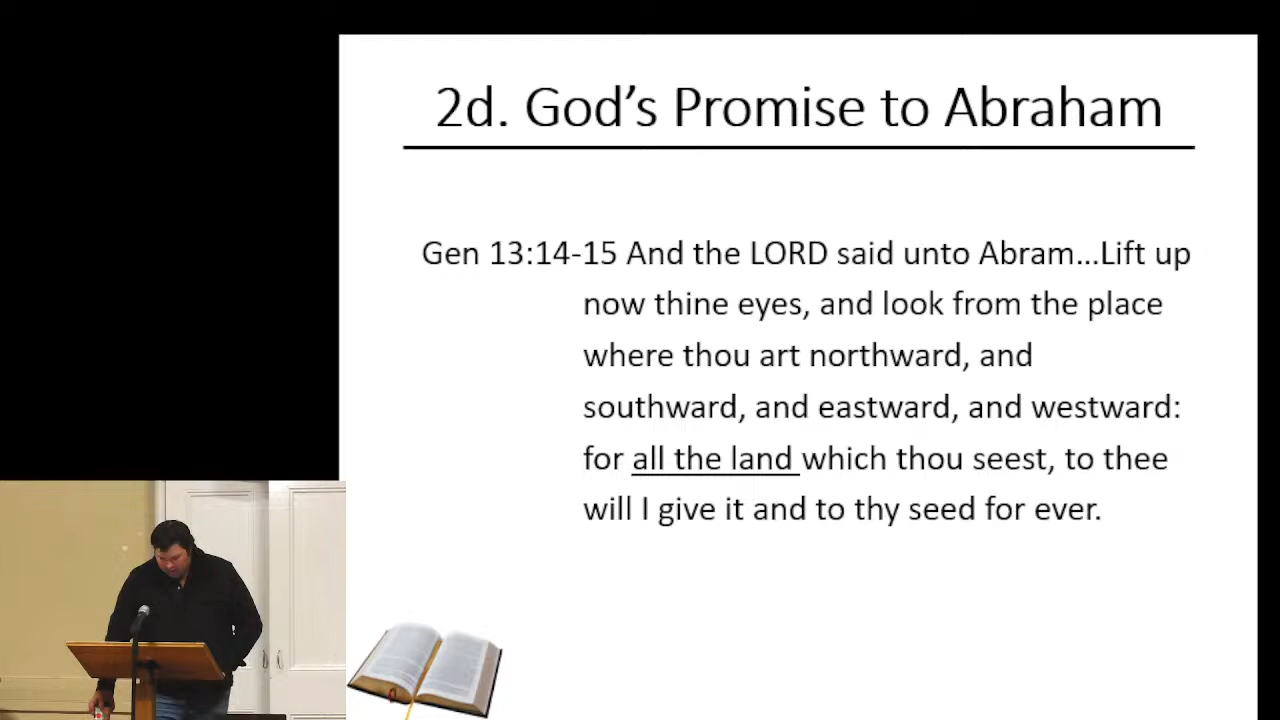 2d. God’s Promise to Abraham
Gen 13:14-15 And the LORD said unto Abram...Lift up
now thine eyes, and look from the place
where thou art northward, and
southward, and eastward, and westward:
for all the land which thou seest, to thee
will I give it and to thy seed for ever.